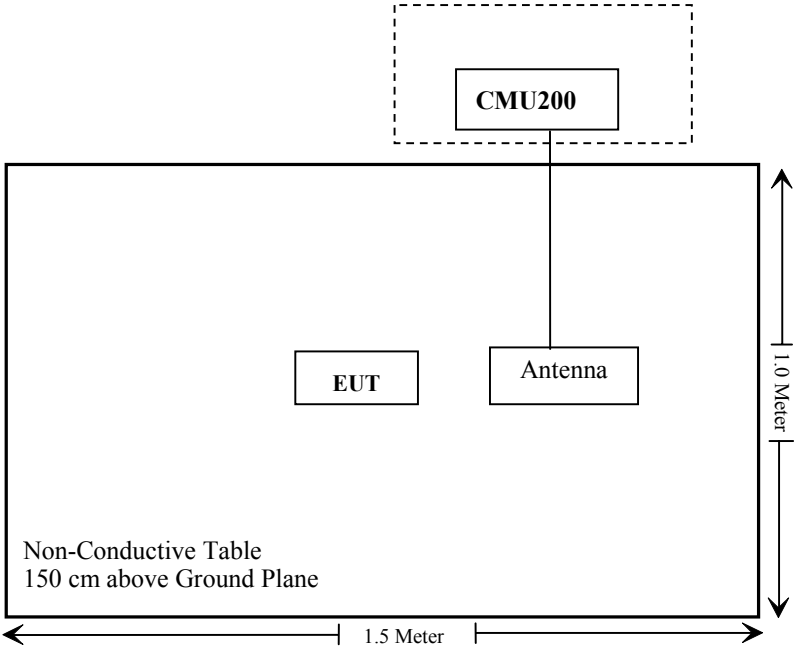 CMU200
EUT
Antenna
1.0 Meter
Non-Conductive Table
150 cm above Ground Plane
1.5 Meter